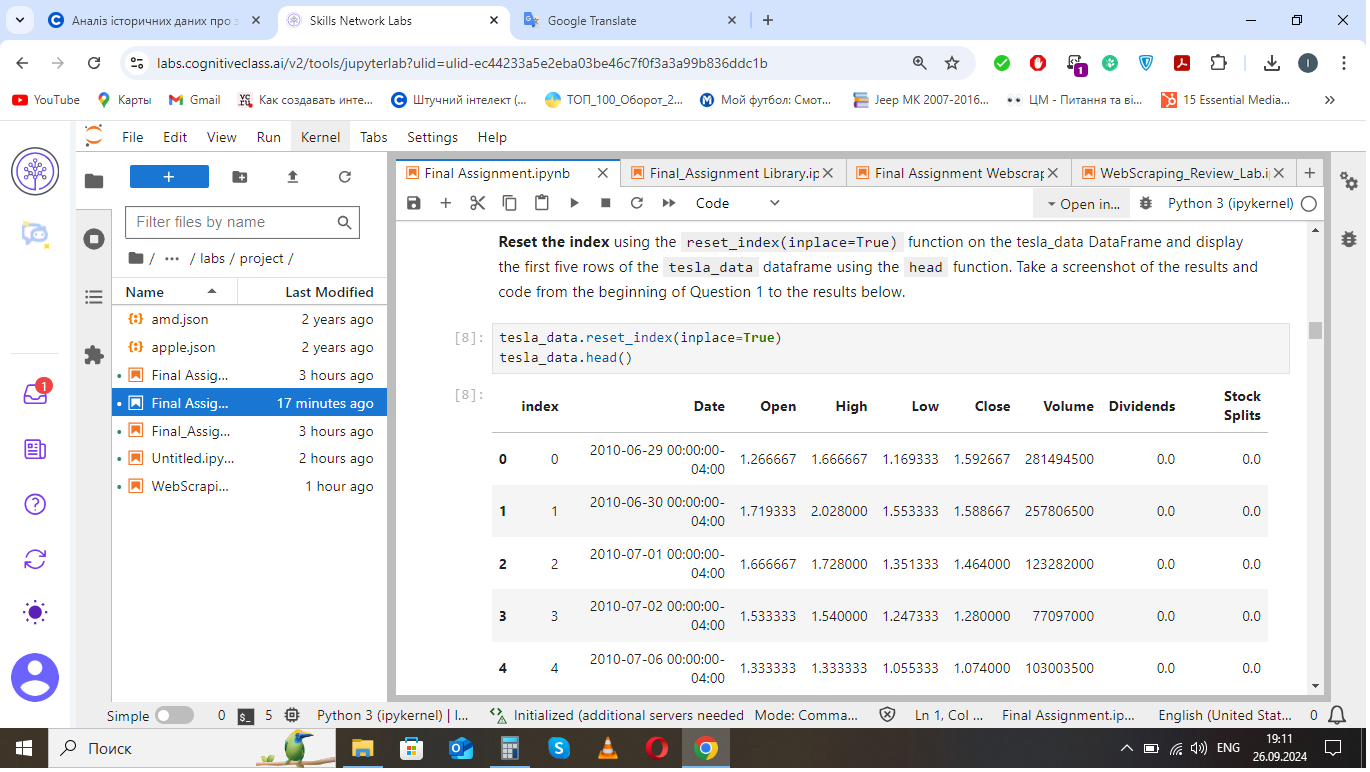 Аналіз історичних даних про з
Skills Network Labs
Google Translate
labs.cognitiveclass.ai/v2/tools/jupyterlab?ulid=ulid-ec44233a5e2eba03be46c7f0f3a3a99b836ddc1b
1
I
YouTube
Карты
Gmail
Как создавать инте...
Штучний інтелект (...
ТОП_100_Оборот_2...
Мой футбол: Смот...
Jeep MK 2007-2016...
ЦМ - Питання та ві...
15 Essential Media...
File Edit View Run Kernel Tabs Settings Help
Final Assignment.ipynb
Final_Assignment Library.ip
Final Assignment Webscrap
WebScraping_Review_Lab.i
Filter files by name
/ ··· / labs / project /
Name Last Modified
amd.json 2 years ago
apple.json 2 years ago
Final Assig... 3 hours ago
Final Assig... 17 minutes ago
Final_Assig... 3 hours ago
Untitled.ipy... 2 hours ago
WebScrapi... 1 hour ago
1
Code
Open in...
Python 3 (ipykernel)
Reset the index using the reset_index(inplace=True) function on the tesla_data DataFrame and display
the first five rows of the tesla_data dataframe using the head function. Take a screenshot of the results and
code from the beginning of Question 1 to the results below.
[8]: tesla_data.reset_index(inplace=True)
tesla_data.head()
[8]:
index Date Open High Low Close Volume Dividends Stock Splits
0 0 2010-06-29 00:00:00-04:00 1.266667 1.666667 1.169333 1.592667 281494500 0.0 0.0
1 1 2010-06-30 00:00:00-04:00 1.719333 2.028000 1.553333 1.588667 257806500 0.0 0.0
2 2 2010-07-01 00:00:00-04:00 1.666667 1.728000 1.351333 1.464000 123282000 0.0 0.0
3 3 2010-07-02 00:00:00-04:00 1.533333 1.540000 1.247333 1.280000 77097000 0.0 0.0
4 4 2010-07-06 00:00:00-04:00 1.333333 1.333333 1.055333 1.074000 103003500 0.0 0.0
Simple 0 5 Python 3 (ipykernel) | I... Initialized (additional servers needed Mode: Comma... Ln 1, Col ... Final Assignment.ip... English (United Stat... 0
Поиск
ENG
19:11
26.09.2024